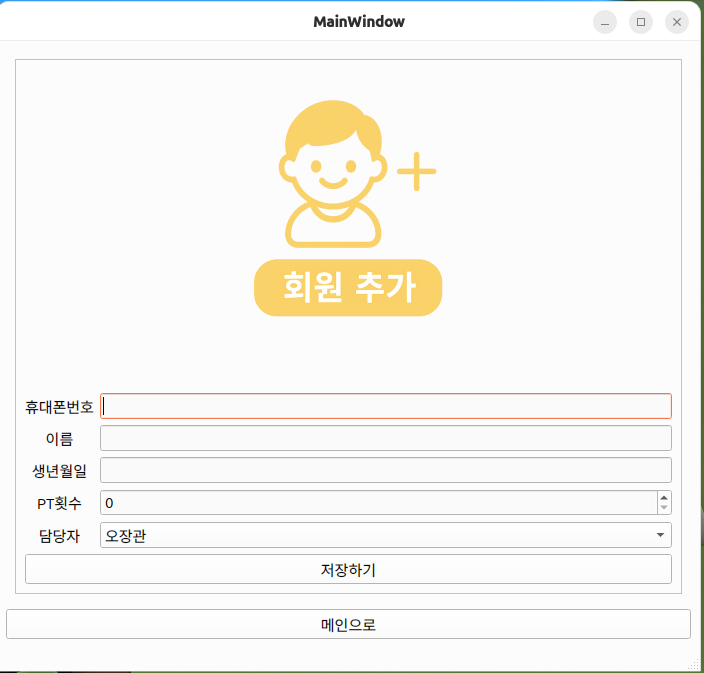 MainWindow
회원 추가
휴대폰번호
이름
생년월일
PT횟수 0
담당자 오장관
저장하기
메인으로